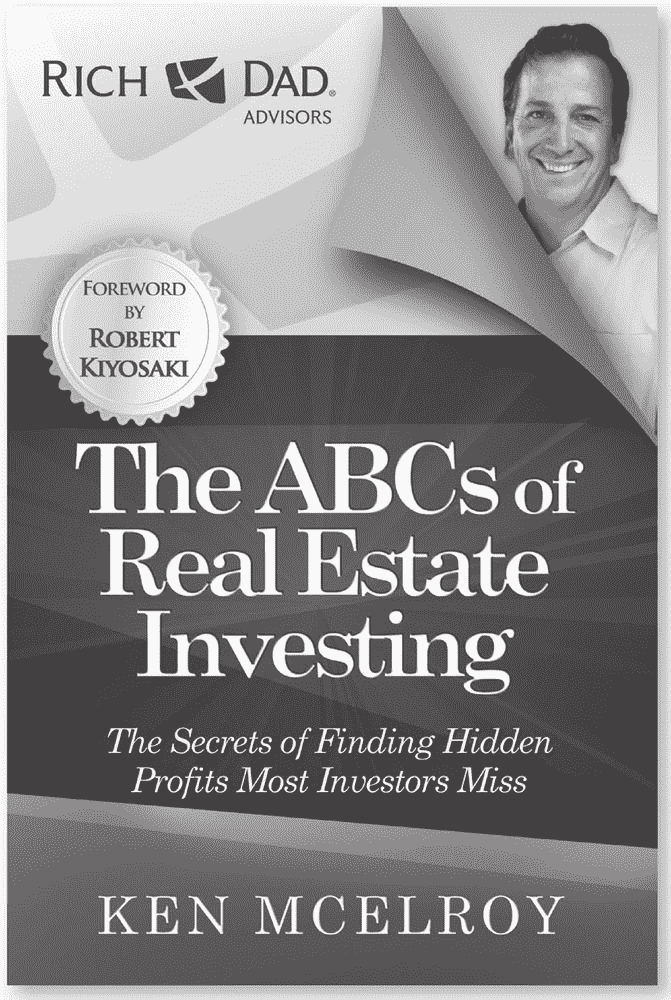 RICH DAD®
ADVISORS
FOREWORD
BY
ROBERT
KIYOSAKI
The ABCs of
Real Estate
Investing
The Secrets of Finding Hidden
Profits Most Investors Miss
KEN MCELROY